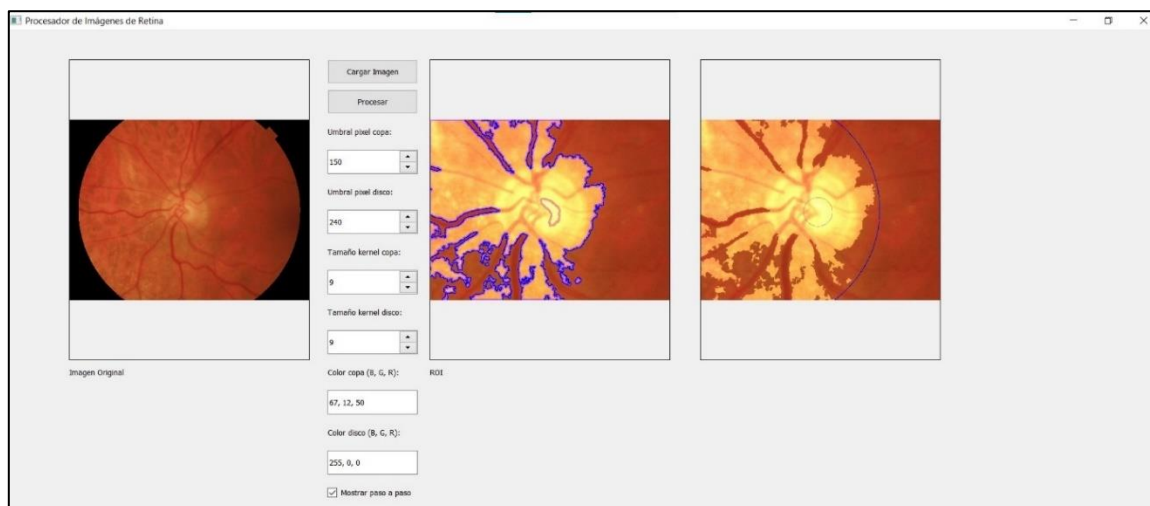 Procesador de Imágenes de Retina
Cargar Imagen
Procesar
Umbral pixel copa:
150
Umbral pixel disco:
240
Tamaño kernel copa:
9
Tamaño kernel disco:
9
Imagen Original
Color copa (B, G, R):
RDI
67, 12, 50
Color disco (B, G, R):
255, 0, 0
Mostrar paso a paso